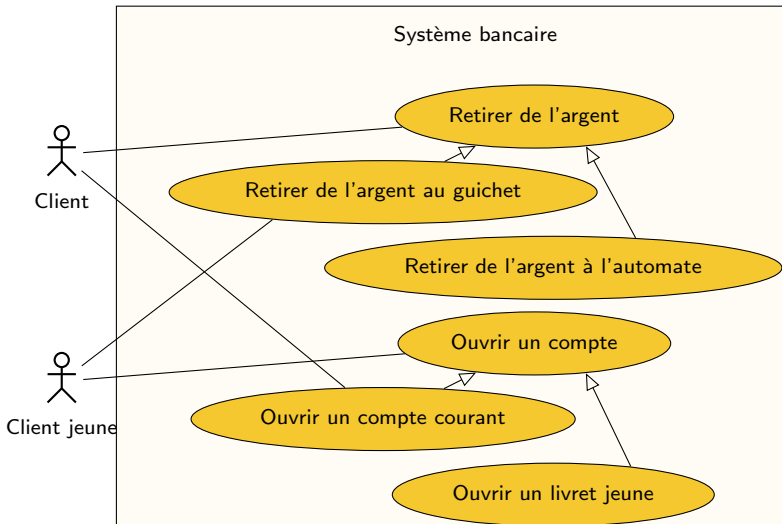 Système bancaire
Retirer de l'argent
Retirer de l'argent au guichet
Client
Retirer de l'argent à l'automate
Ouvrir un compte
Ouvrir un compte courant
Client jeune
Ouvrir un livret jeune